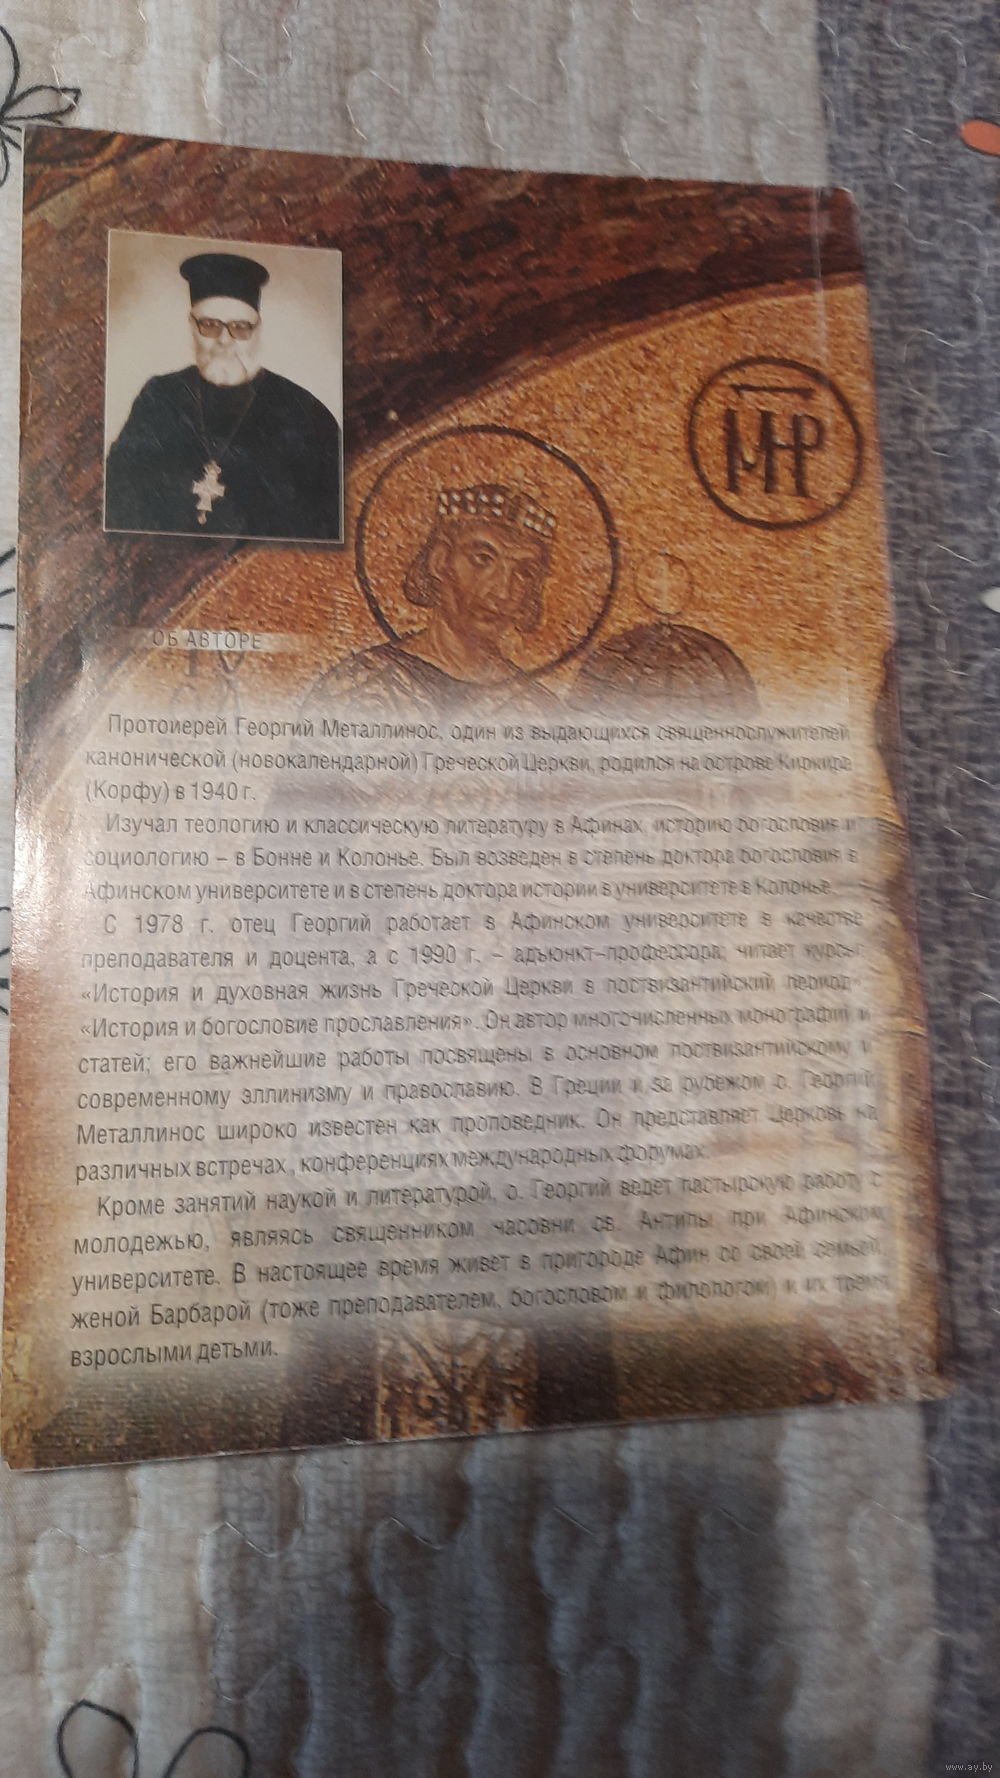 ΜΗΡ
ОБ АВТОРЕ
Протоиерей Георгий Металлинос, один из выдающихся священнослужителей
канонической (новокалендарной) Греческой Церкви, родился на острове Киркира
(Корфу) в 1940 г.
Изучал теологию и классическую литературу в Афинах, историю богословия и
социологию – в Бонне и Колонье. Был возведен в степень доктора богословия в
Афинском университете и в степень доктора истории в университете в Колонье.
С 1978 г. отец Георгий работает в Афинском университете в качестве
преподавателя и доцента, а с 1990 г. – адъюнкт–профессора; читает курсы:
«История и духовная жизнь Греческой Церкви в поствизантийский период»,
«История и богословие прославления». Он автор многочисленных монографий и
статей; его важнейшие работы посвящены в основном поствизантийскому и
современному эллинизму и православию. В Греции и за рубежом о. Георгий
Металлинос широко известен как проповедник. Он представляет Церковь на
различных встречах, конференциях международных форумах.
Кроме занятий наукой и литературой, о. Георгий ведет пастырскую работу с
молодежью, являясь священником часовни св. Антипы при Афинском
университете. В настоящее время живет в пригороде Афин со своей семьей,
женой Барбарой (тоже преподавателем, богословом и филологом) и их тремя
взрослыми детьми.
www.ay.by